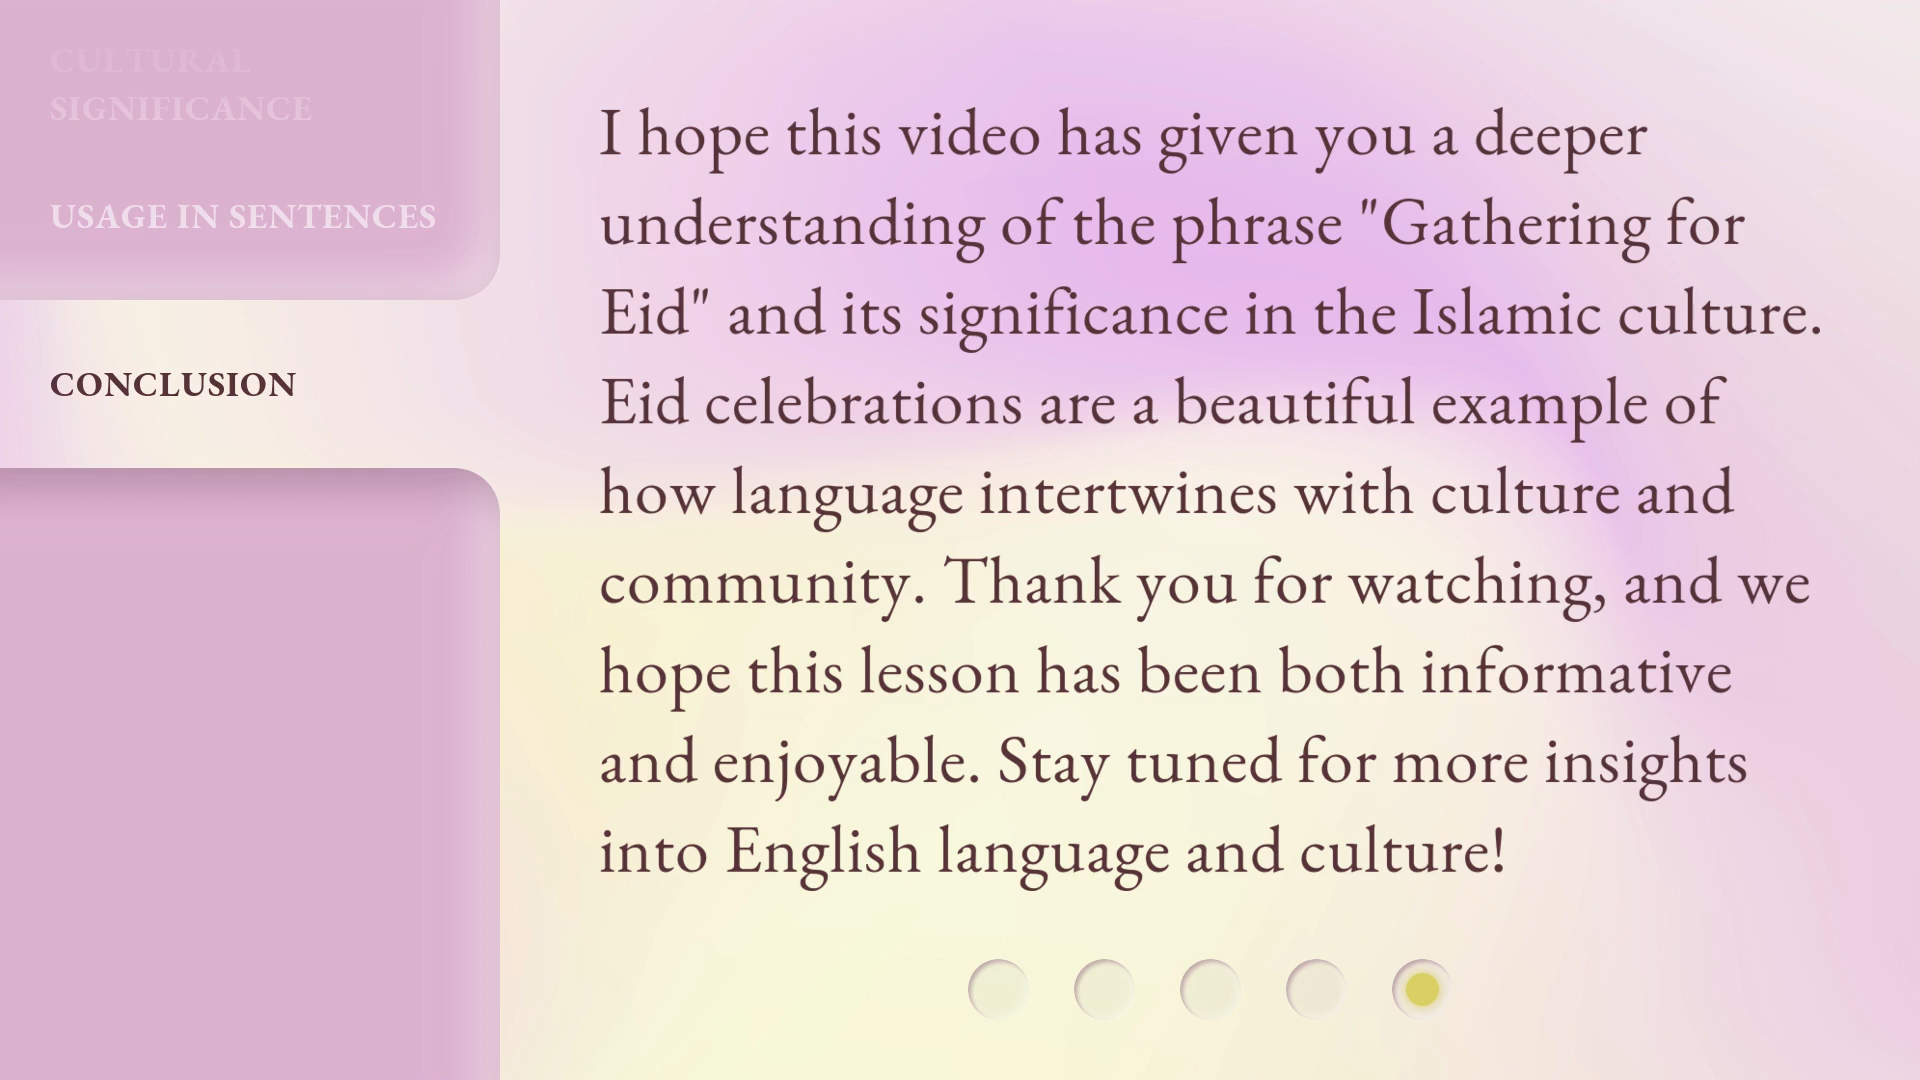 CULTURAL
SIGNIFICANCE
USAGE IN SENTENCES
CONCLUSION
I hope this video has given you a deeper
understanding of the phrase "Gathering for
Eid" and its significance in the Islamic culture.
Eid celebrations are a beautiful example of
how language intertwines with culture and
community. Thank you for watching, and we
hope this lesson has been both informative
and enjoyable. Stay tuned for more insights
into English language and culture!